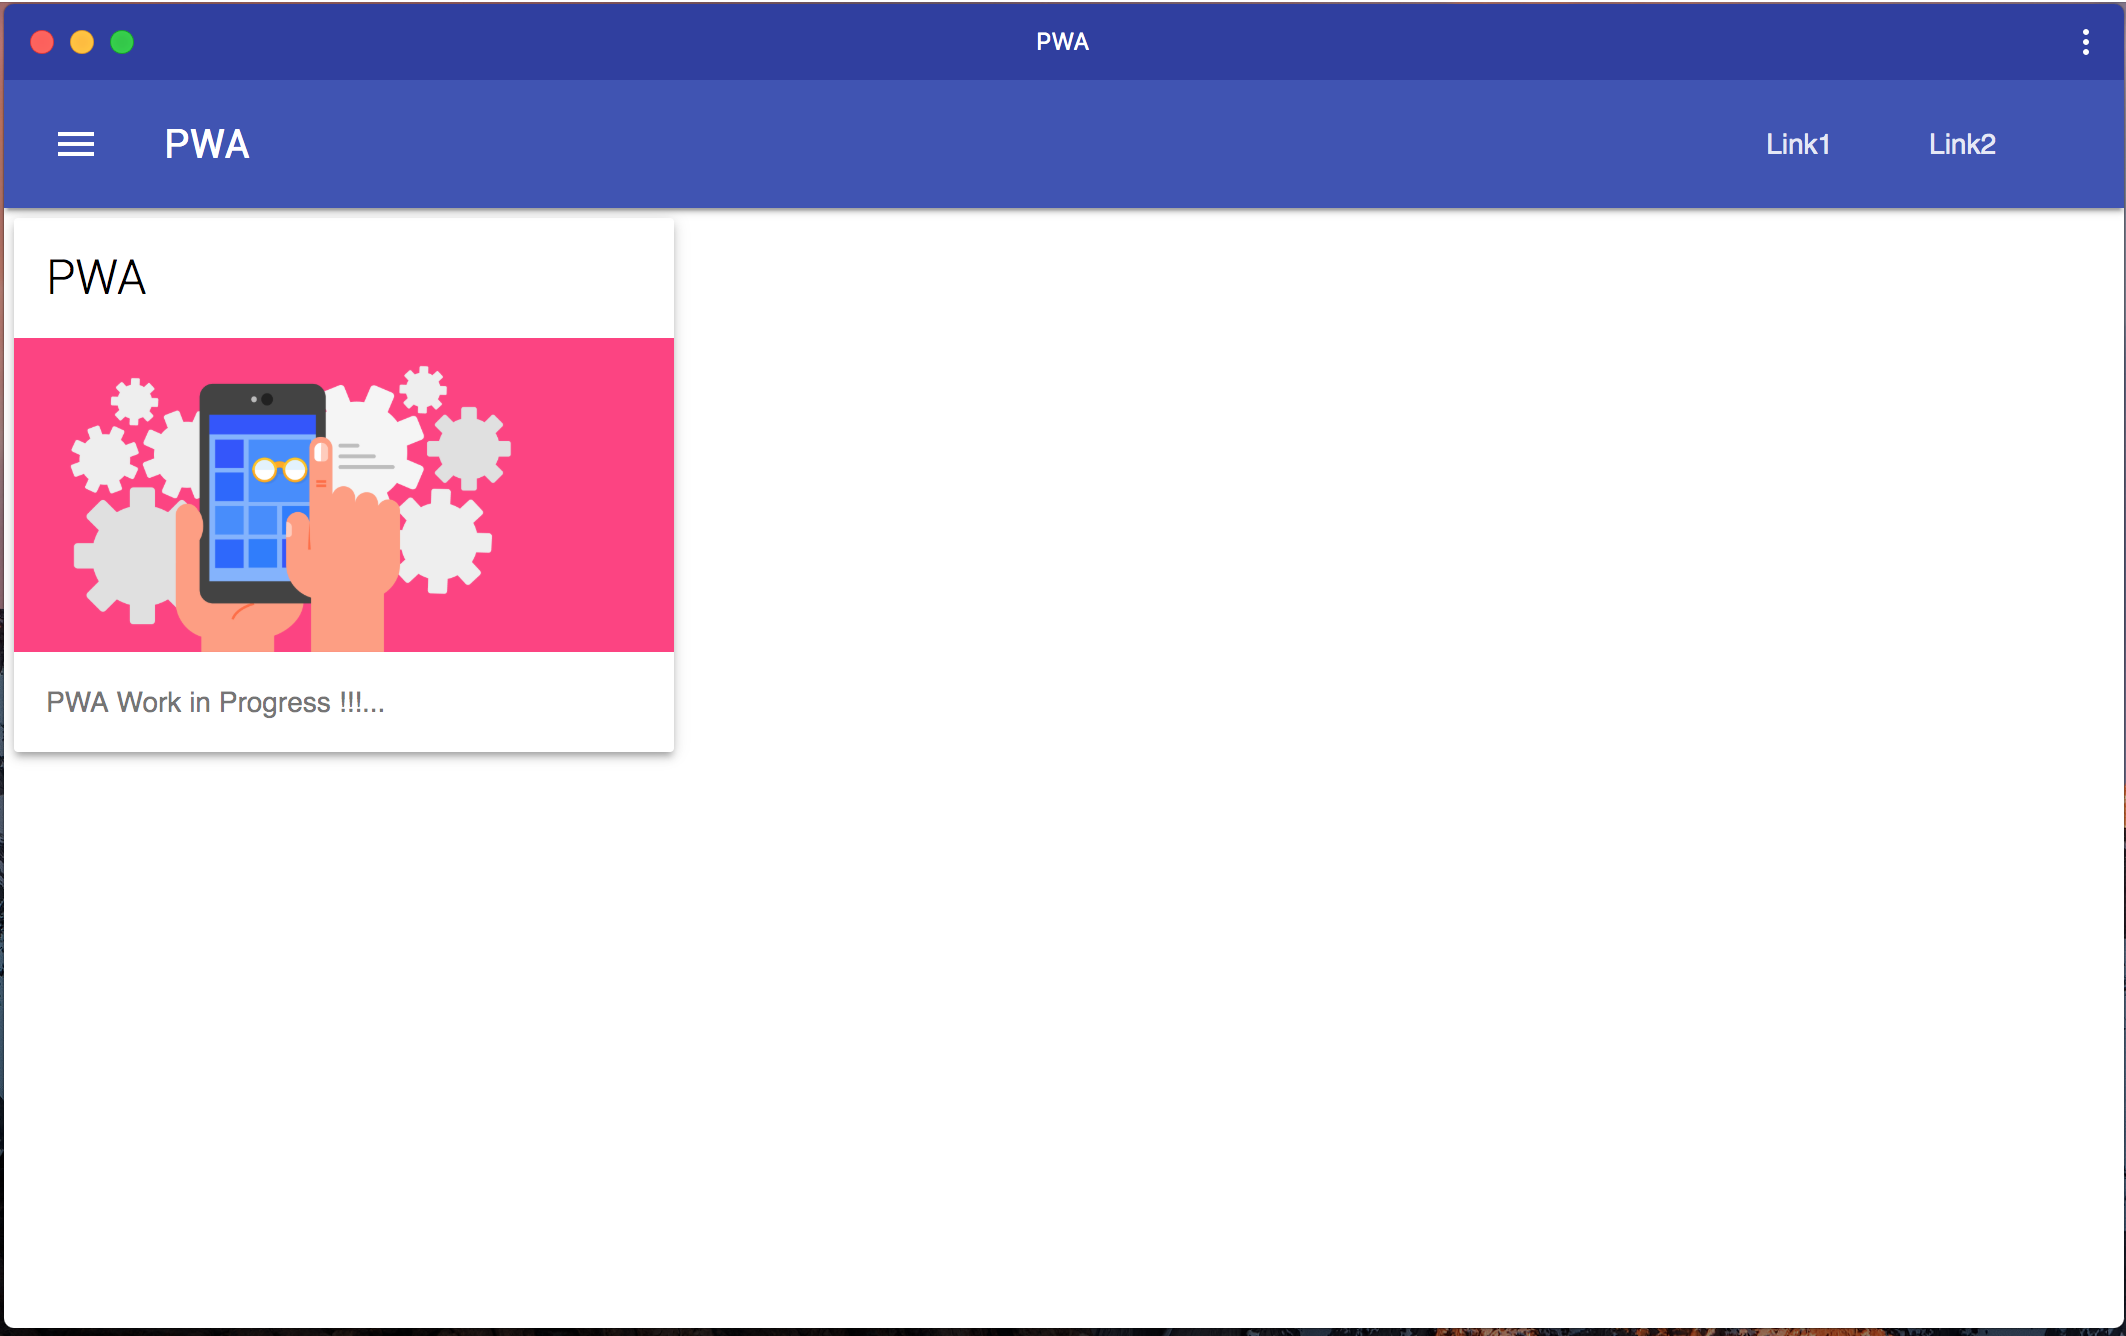 PWA
PWA
Link1
Link2
PWA
PWA Work in Progress !!!...